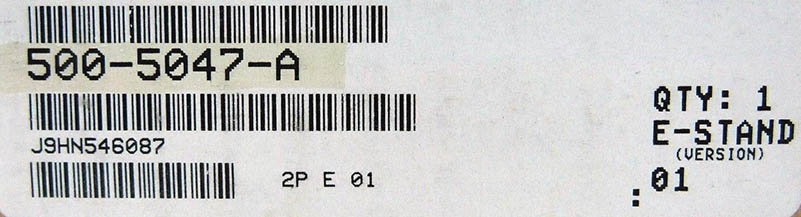 500-5047-A
QTY: 1
J9HN546087
E-STAND
(VERSION)
2P E 01
: 01